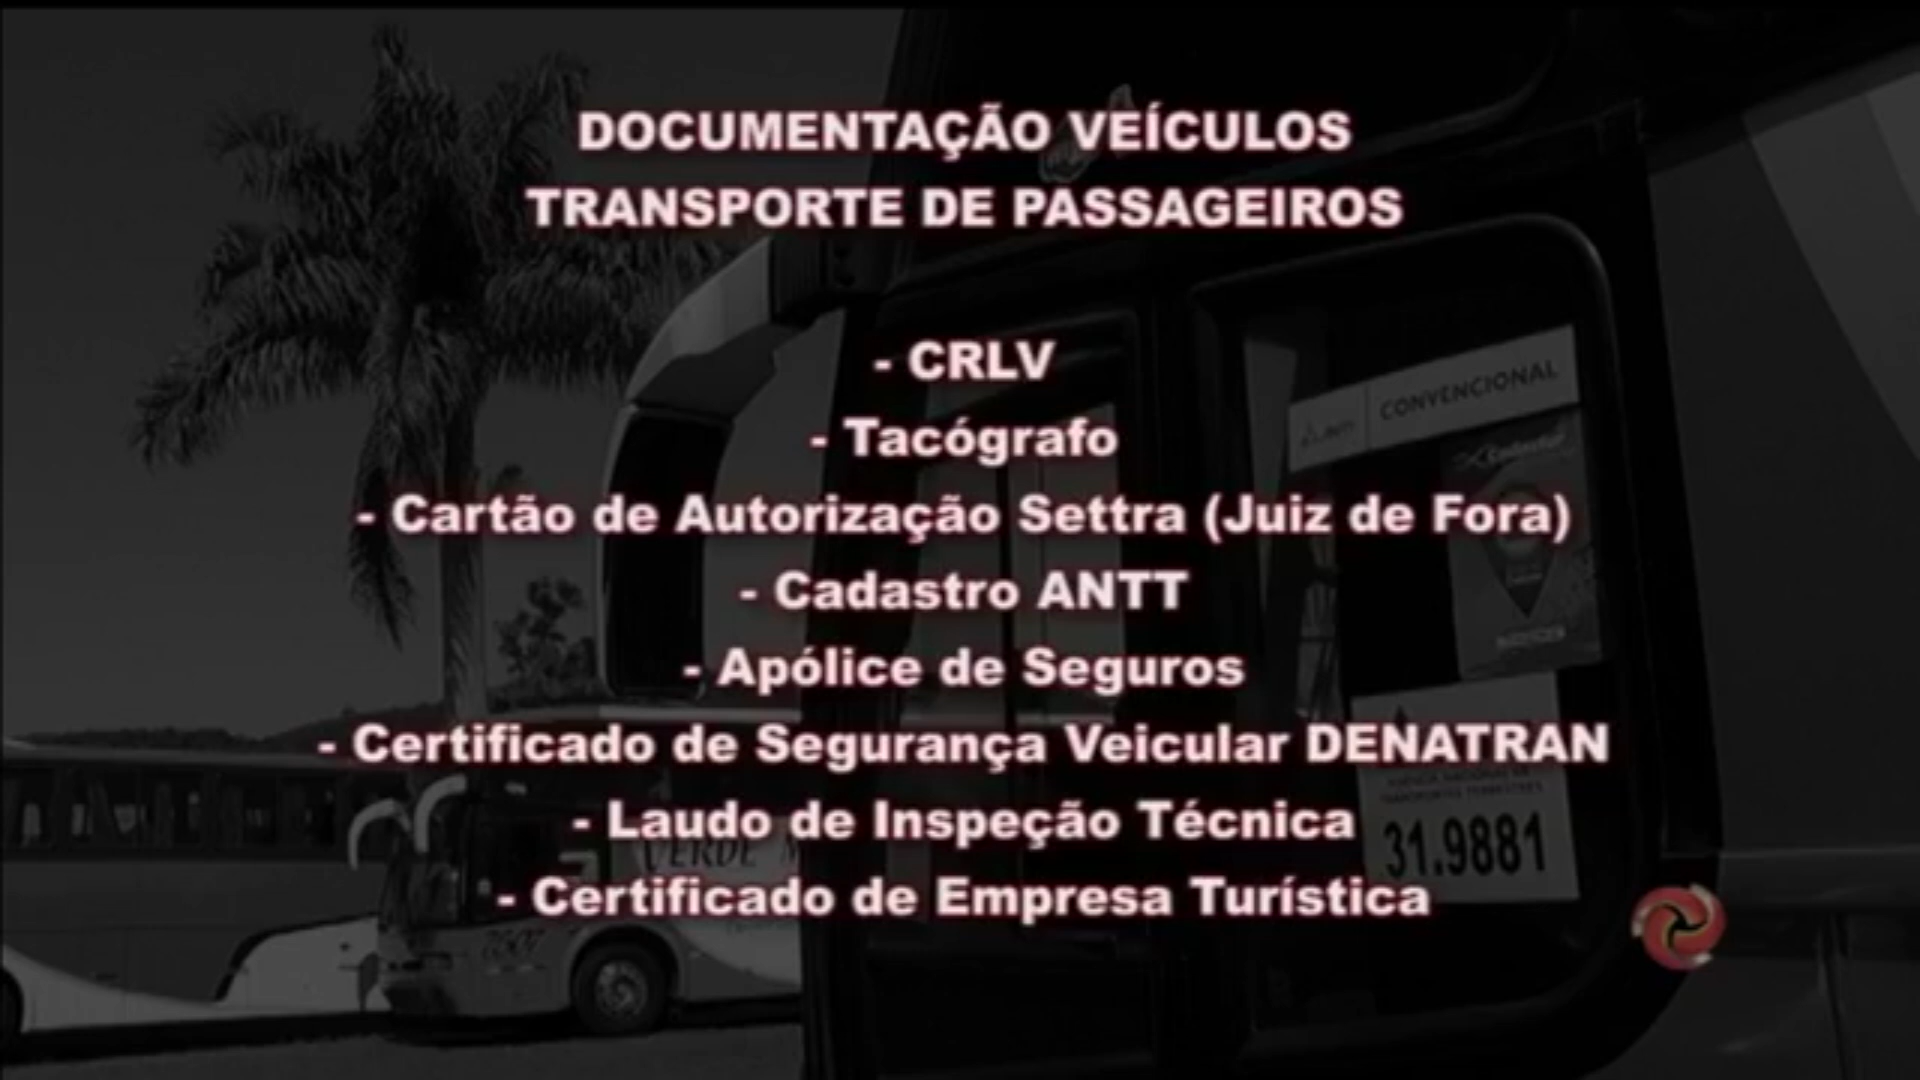 DOCUMENTAÇÃO VEÍCULOS
TRANSPORTE DE PASSAGEIROS
- CRLV
- Tacógrafo
- Cartão de Autorização Settra (Juiz de Fora)
- Cadastro ANTT
- Apólice de Seguros
- Certificado de Segurança Veicular DENATRAN
- Laudo de Inspeção Técnica
- Certificado de Empresa Turística
CONVENCIONAL
31.9881
VERDE